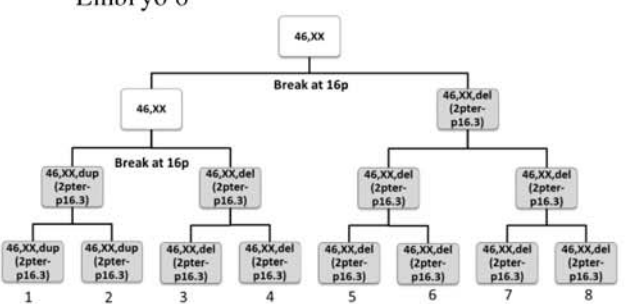 46,XX
Break at 16p
46,XX
46,XX,del
(2pter-
p16.3)
Break at 16p
46,XX,dup
(2pter-
p16.3)
46,XX,del
(2pter-
p16.3)
46,XX,del
(2pter-
p16.3)
46,XX,del
(2pter-
p16.3)
46,XX,dup
(2pter-
p16.3)
46,XX,dup
(2pter-
p16.3)
46,XX,del
(2pter-
p16.3)
46,XX,del
(2pter-
p16.3)
46,XX,del
(2pter-
p16.3)
46,XX,del
(2pter-
p16.3)
46,XX,del
(2pter-
p16.3)
46,XX,del
(2pter-
p16.3)
1 2 3 4 5 6 7 8